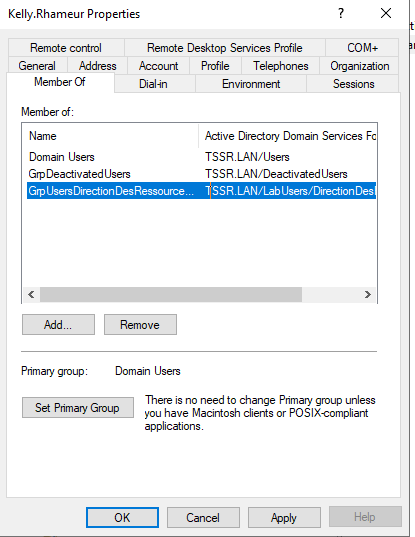 Kelly.Rhameur Properties ? ×
Remote control Remote Desktop Services Profile COM+
General Address Account Profile Telephones Organization
Member Of Dial-in Environment Sessions
Member of:
Name Active Directory Domain Services Fo
Domain Users TSSR.LAN/Users
GrpDeactivatedUsers TSSR.LAN/DeactivatedUsers
GrpUsersDirectionDesRessource... TSSR.LAN/LabUsers/DirectionDesI
Add... Remove
Primary group: Domain Users
Set Primary Group
There is no need to change Primary group unless
you have Macintosh clients or POSIX-compliant
applications.
OK Cancel Apply Help